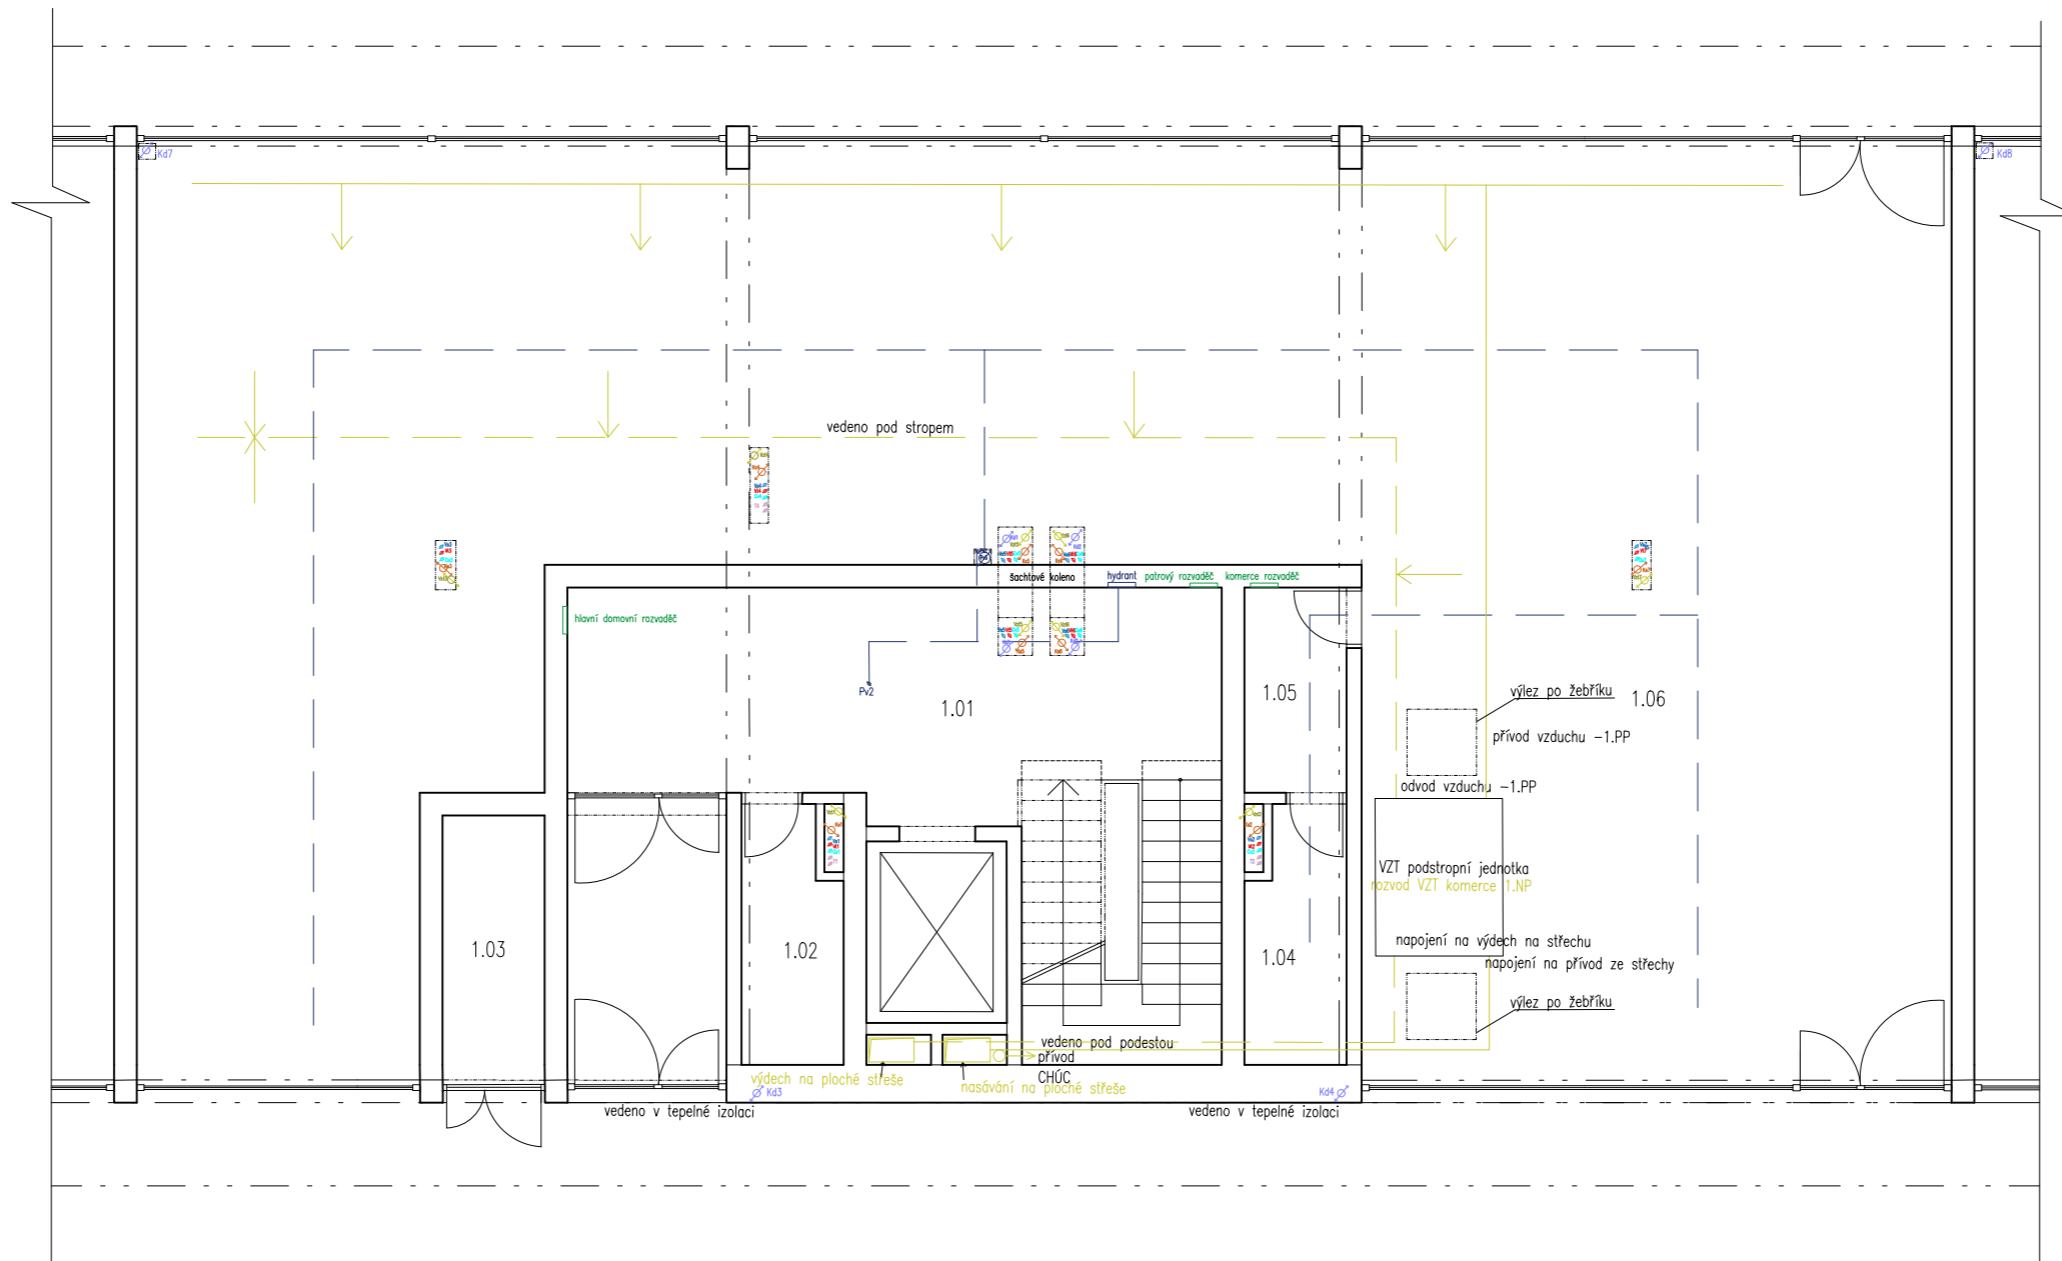 Kd7
Kd8
vedeno pod stropem
šachtové koleno
hydrant
patrový rozvaděč
komerce rozvaděč
hlavní domovní rozvaděč
Pv2
1.01
1.05
výlez po žebříku
1.06
přívod vzduchu -1.PP
odvod vzduchu -1.PP
VZT podstropní jednotka
rozvod VZT komerce 1.NP
1.03
1.02
1.04
napojení na výdech na střechu
napojení na přívod ze střechy
výlez po žebříku
vedeno pod podestou
přívod
CHÚC
výdech na ploché střeše
nasávání na ploché střeše
Kd3
Kd4
vedeno v tepelné izolaci
vedeno v tepelné izolaci